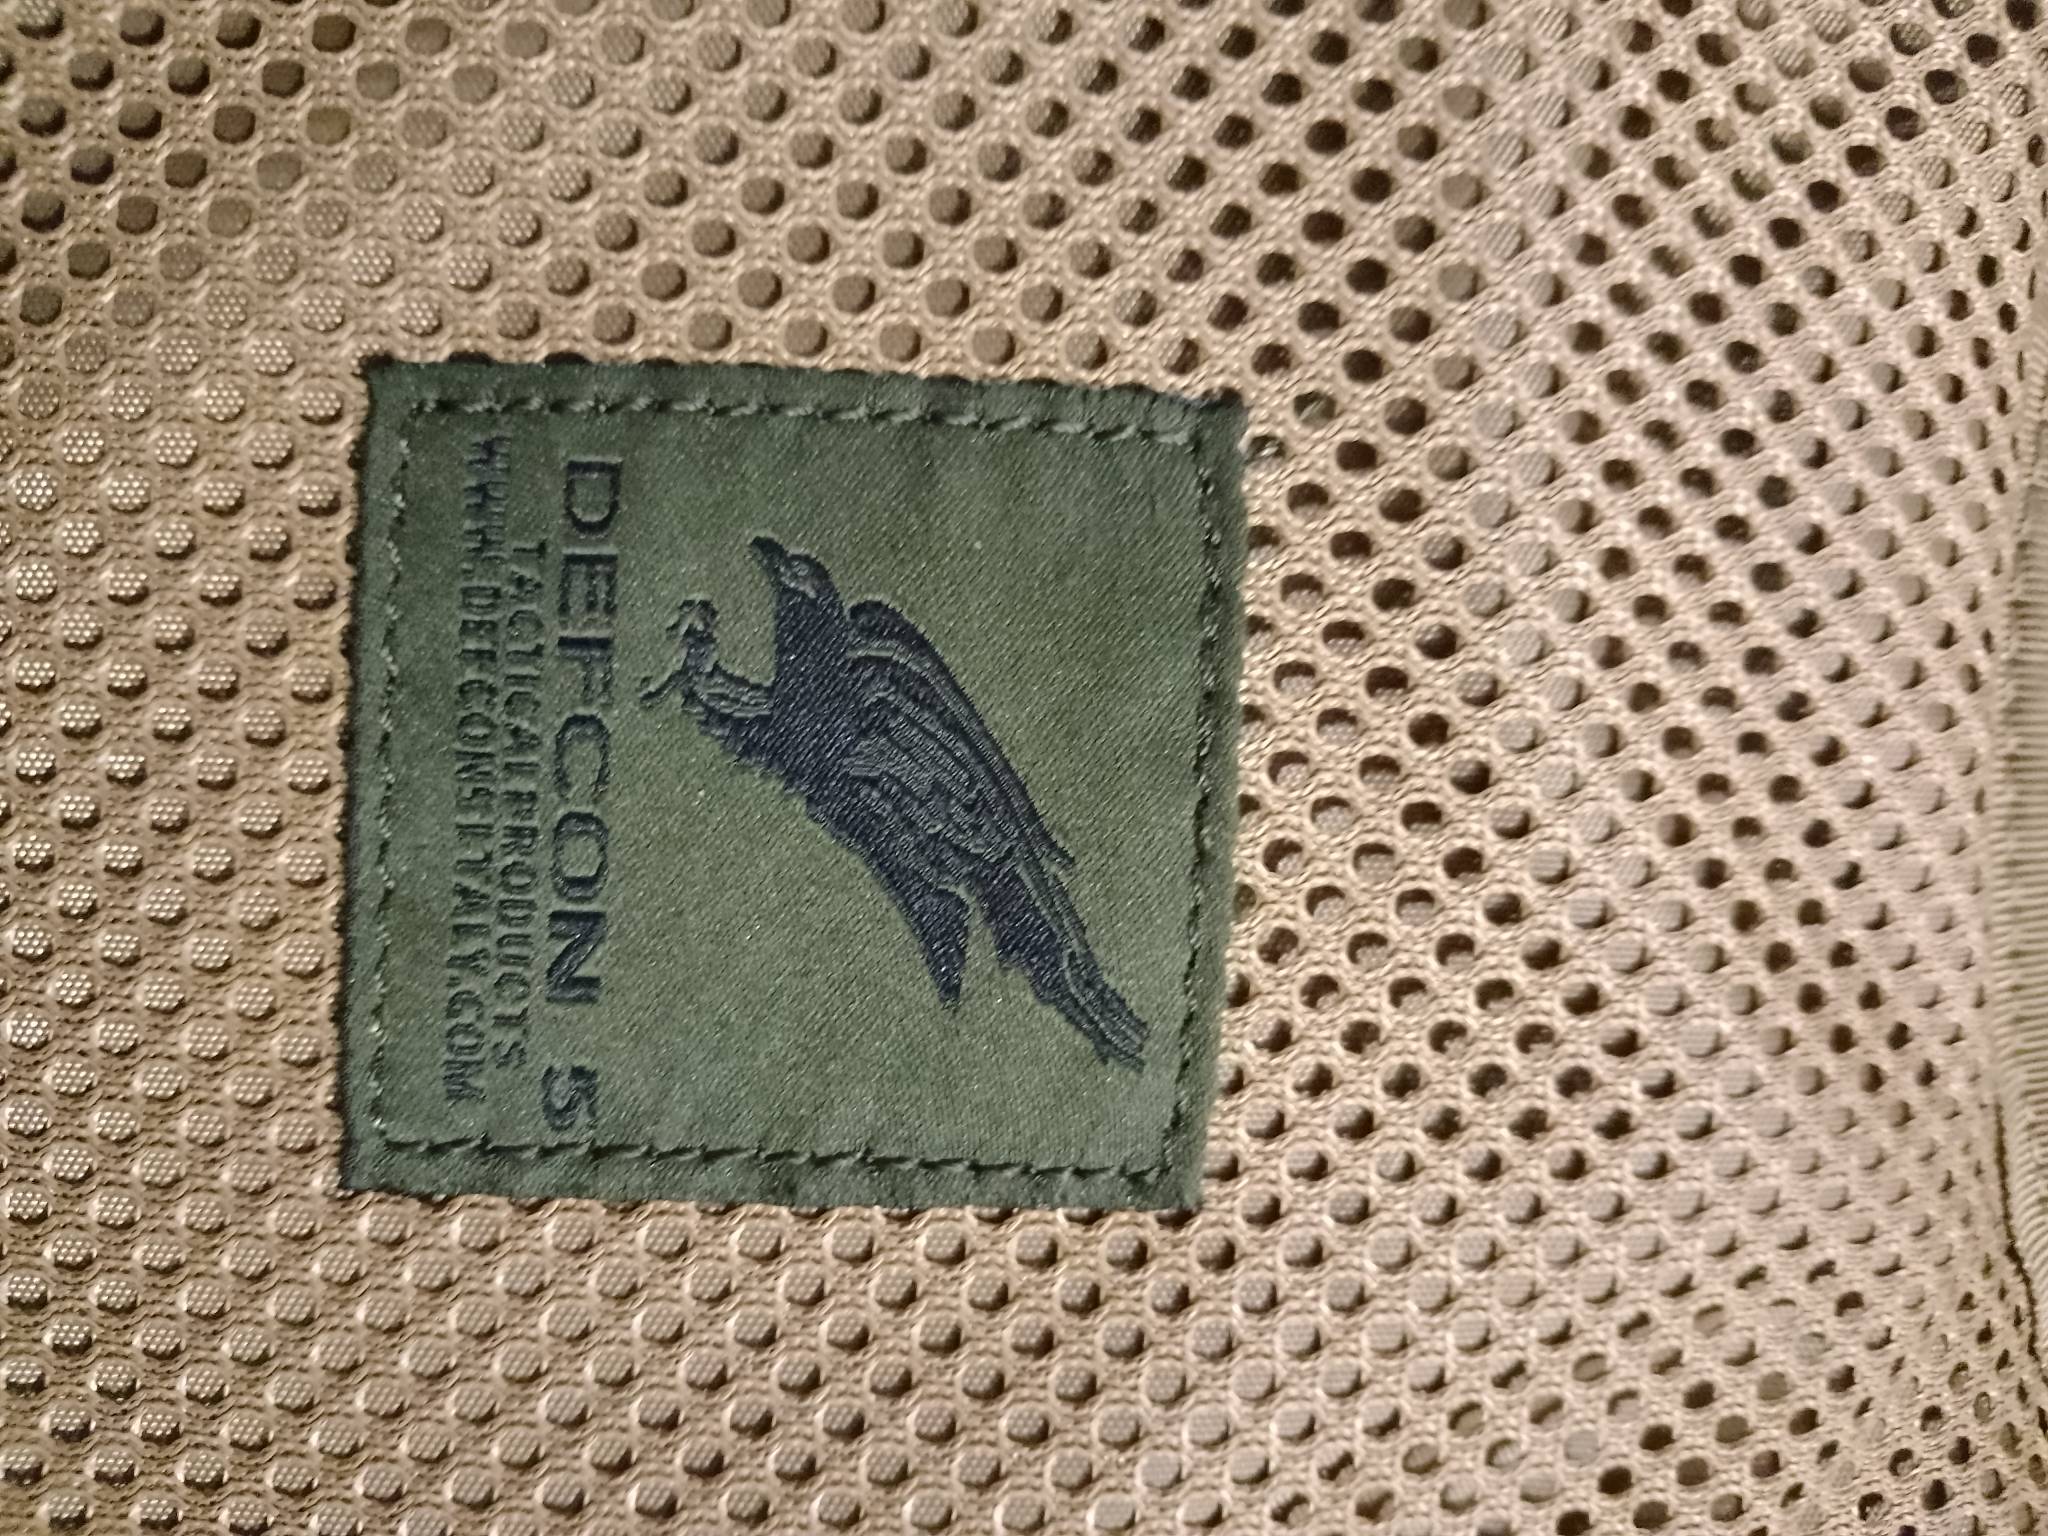 DEFCON 5
TACTICAL PRODUCTS
WWW.DEFCON5ITALY.COM